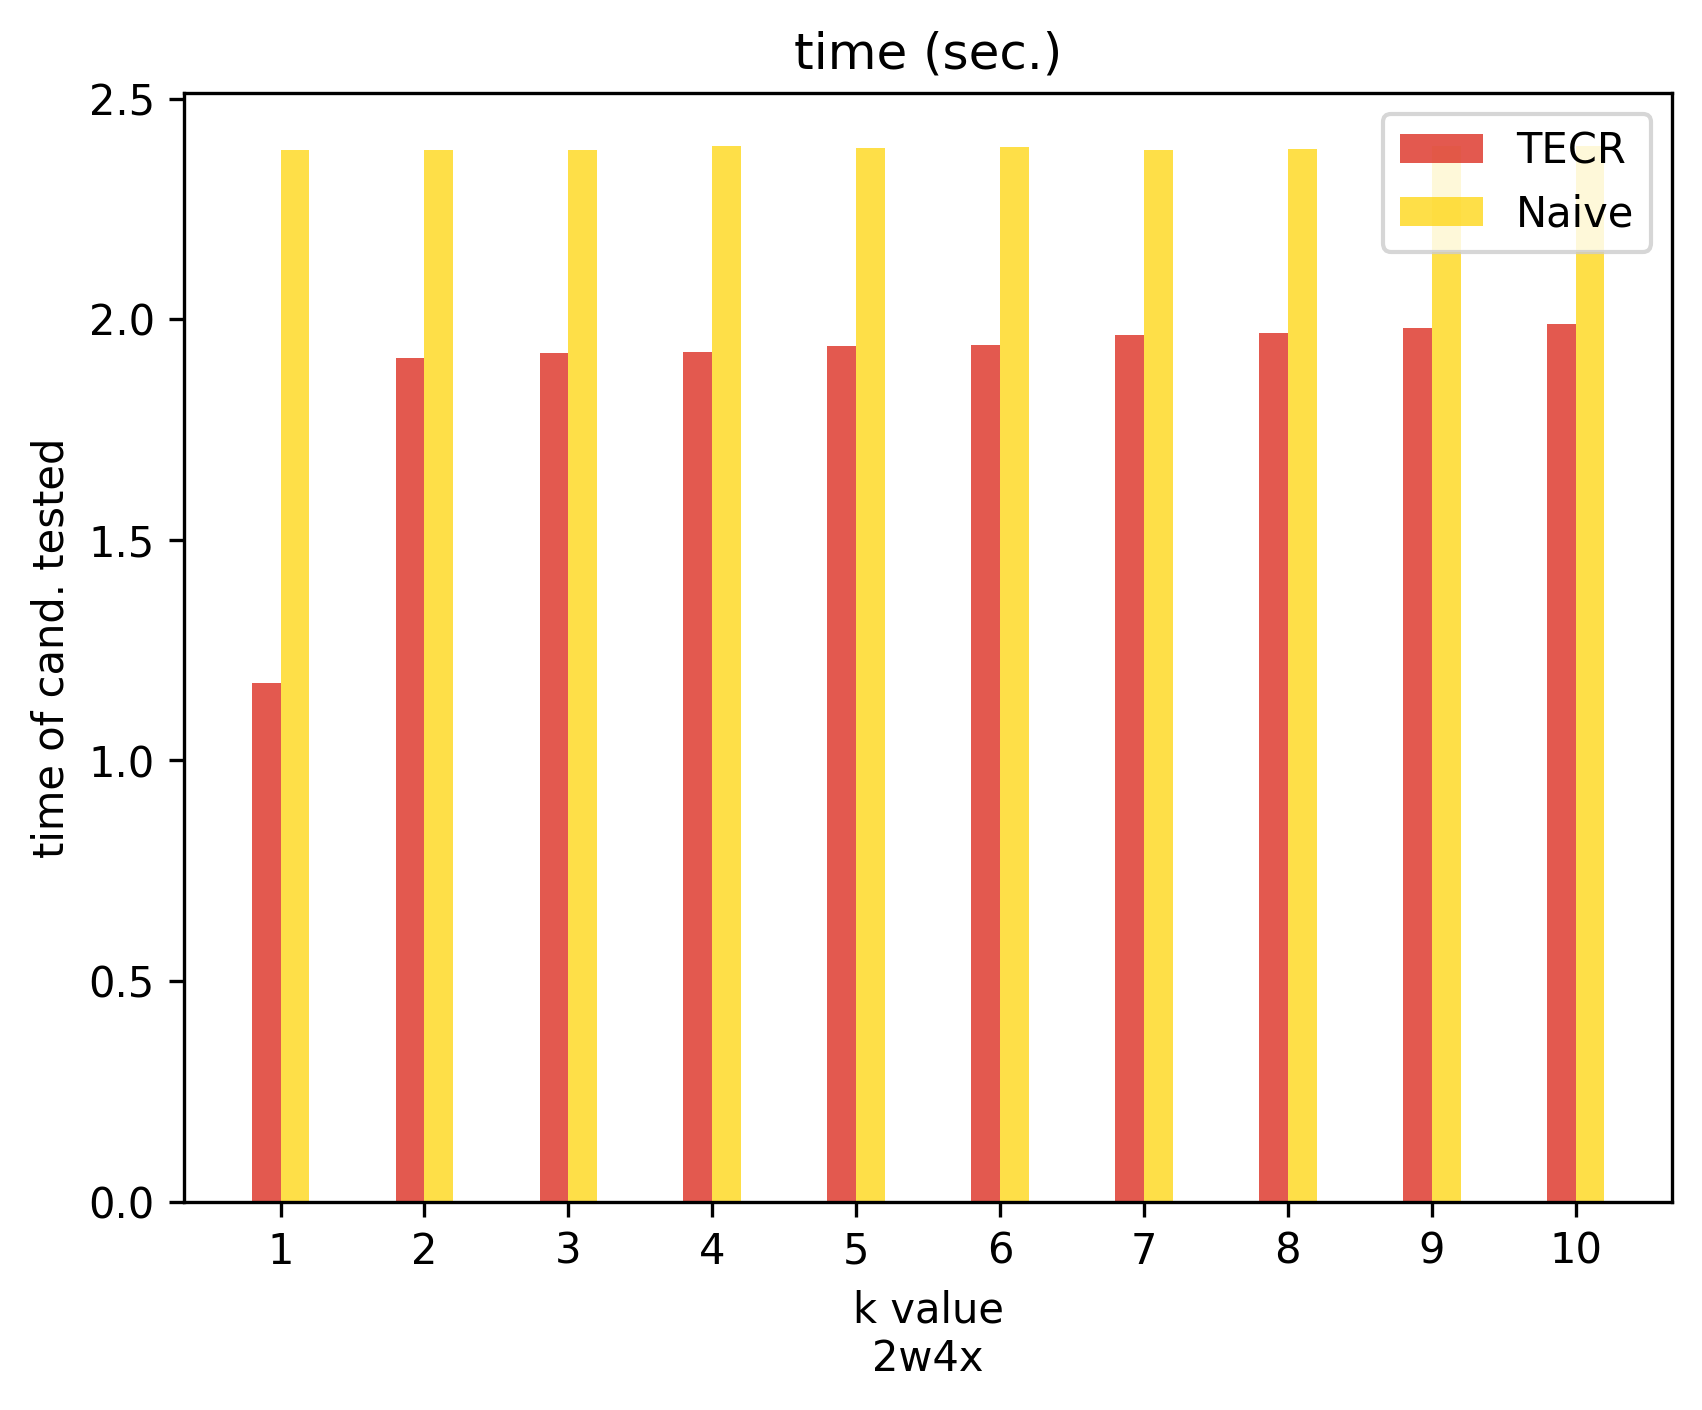 time (sec.)
2.5
2.0
1.5
1.0
0.5
0.0
time of cand. tested
TECR
Naive
1 2 3 4 5 6 7 8 9 10
k value
2w4x